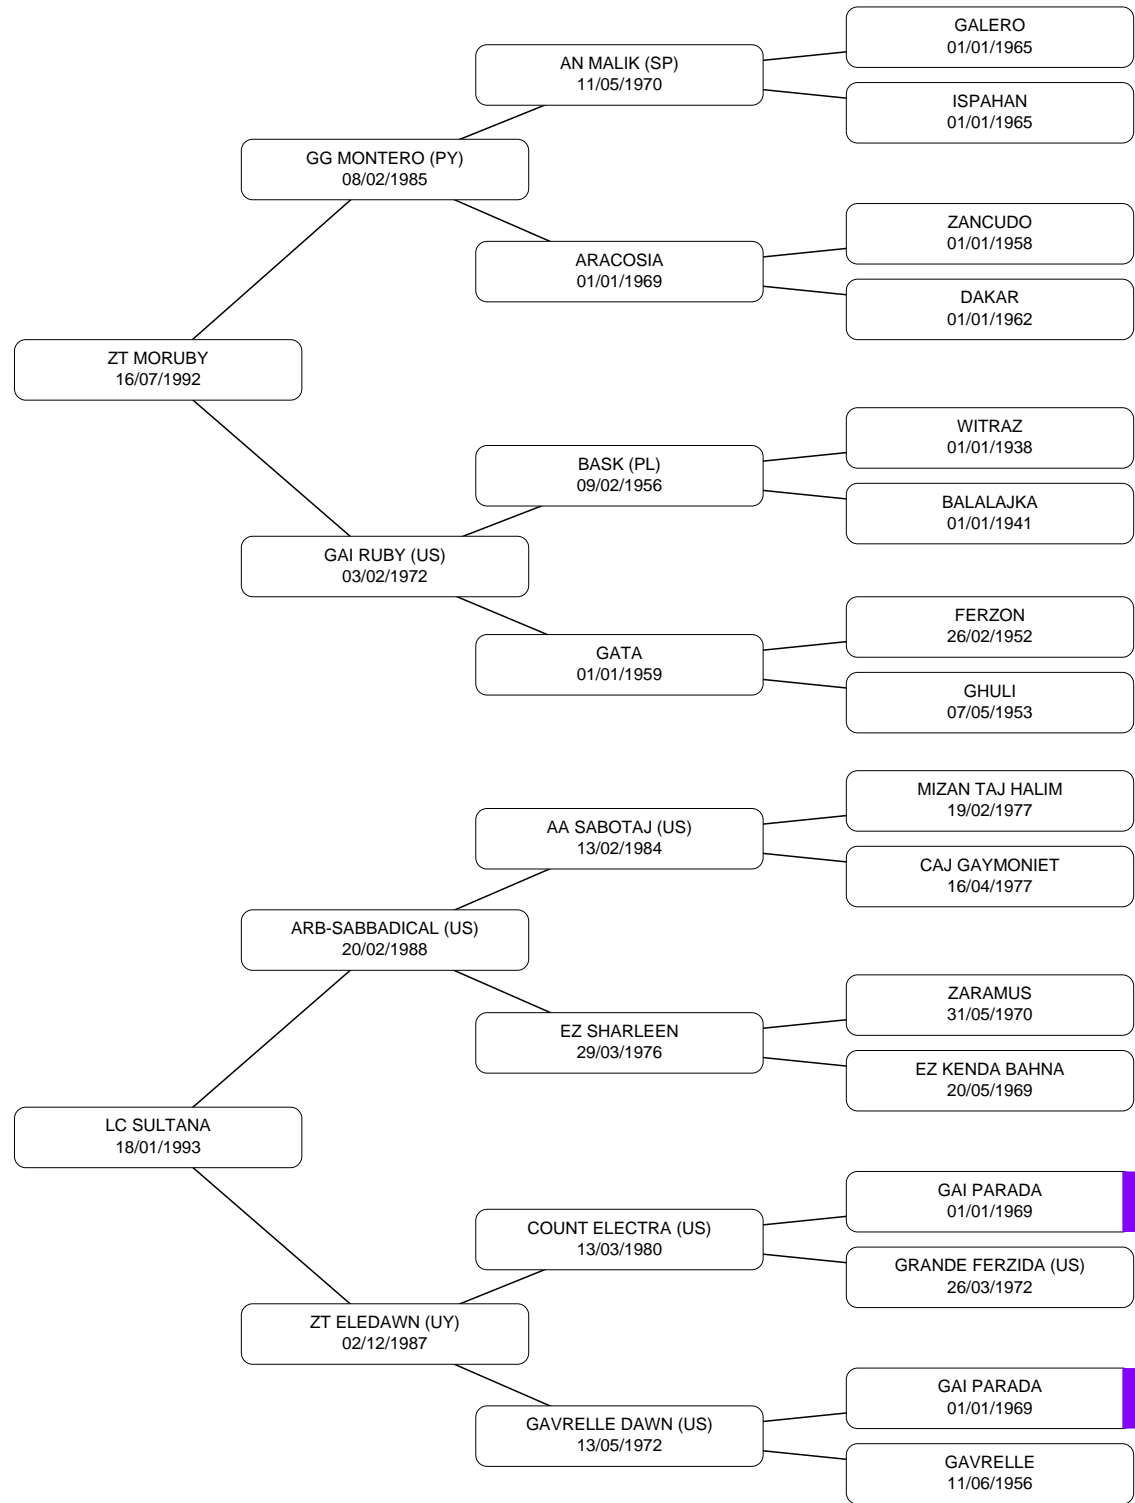 GALERO
01/01/1965
AN MALIK (SP)
11/05/1970
ISPAHAN
01/01/1965
GG MONTERO (PY)
08/02/1985
ZANCUDO
01/01/1958
ARACOSIA
01/01/1969
DAKAR
01/01/1962
ZT MORUBY
16/07/1992
WITRAZ
01/01/1938
BASK (PL)
09/02/1956
BALALAJKA
01/01/1941
GAI RUBY (US)
03/02/1972
FERZON
26/02/1952
GATA
01/01/1959
GHULI
07/05/1953
MIZAN TAJ HALIM
19/02/1977
AA SABOTAJ (US)
13/02/1984
CAJ GAYMONIET
16/04/1977
ARB-SABBADICAL (US)
20/02/1988
ZARAMUS
31/05/1970
EZ SHARLEEN
29/03/1976
EZ KENDA BAHNA
20/05/1969
LC SULTANA
18/01/1993
GAI PARADA
01/01/1969
COUNT ELECTRA (US)
13/03/1980
GRANDE FERZIDA (US)
26/03/1972
ZT ELEDAWN (UY)
02/12/1987
GAI PARADA
01/01/1969
GAVRELLE DAWN (US)
13/05/1972
GAVRELLE
11/06/1956